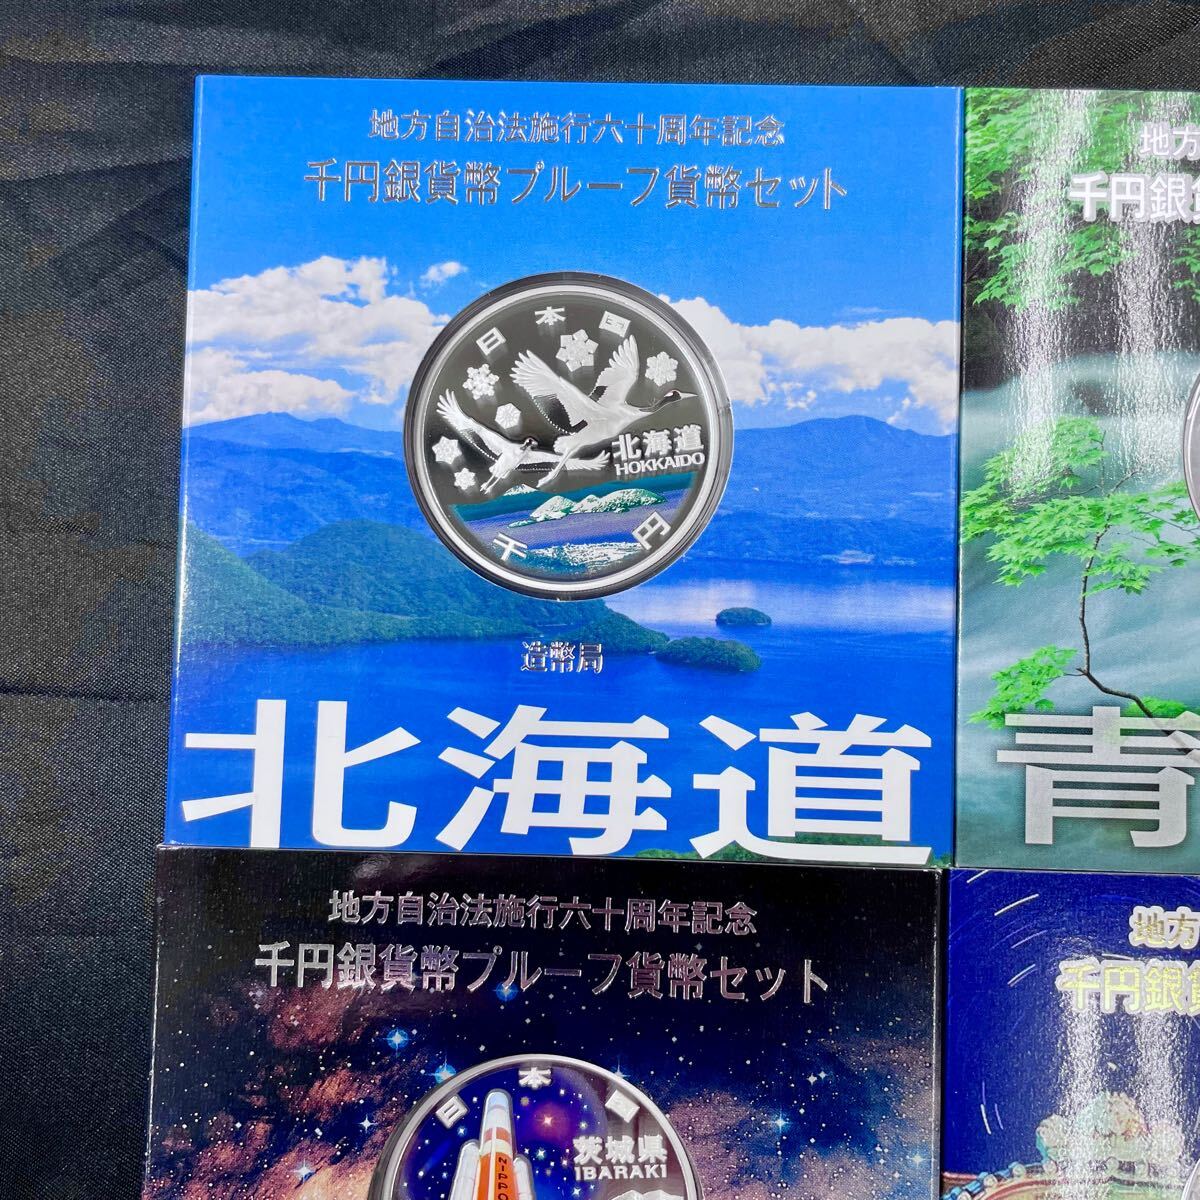 地方自治法施行六十周年記念
千円銀貨幣プルーフ貨幣セット
日本国
北海道
HOKKAIDO
千円
造幣局
北海道
地方
千円銀
青
地方自治法施行六十周年記念
千円銀貨幣プルーフ貨幣セット
日本国
茨城県
IBARAKI
NIPPO
地方
千円銀